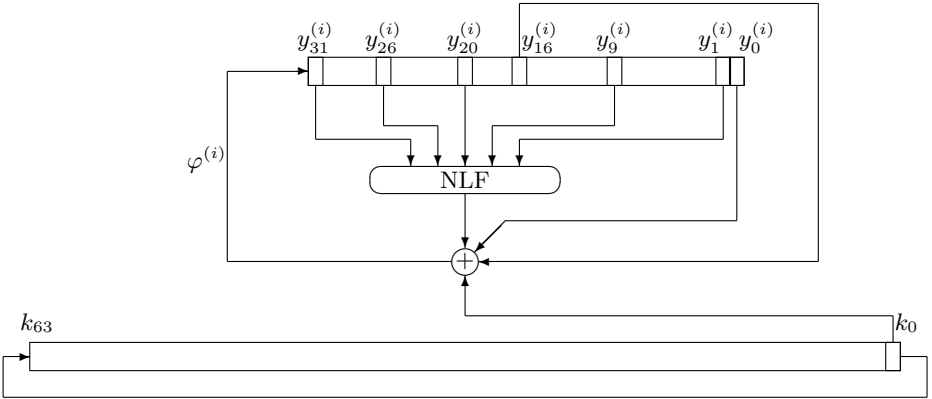 y_{31}^{(i)} y_{26}^{(i)} y_{20}^{(i)} y_{16}^{(i)} y_{9}^{(i)} y_{1}^{(i)} y_{0}^{(i)}
φ^{(i)}
NLF
+
k_{63} k_{0}